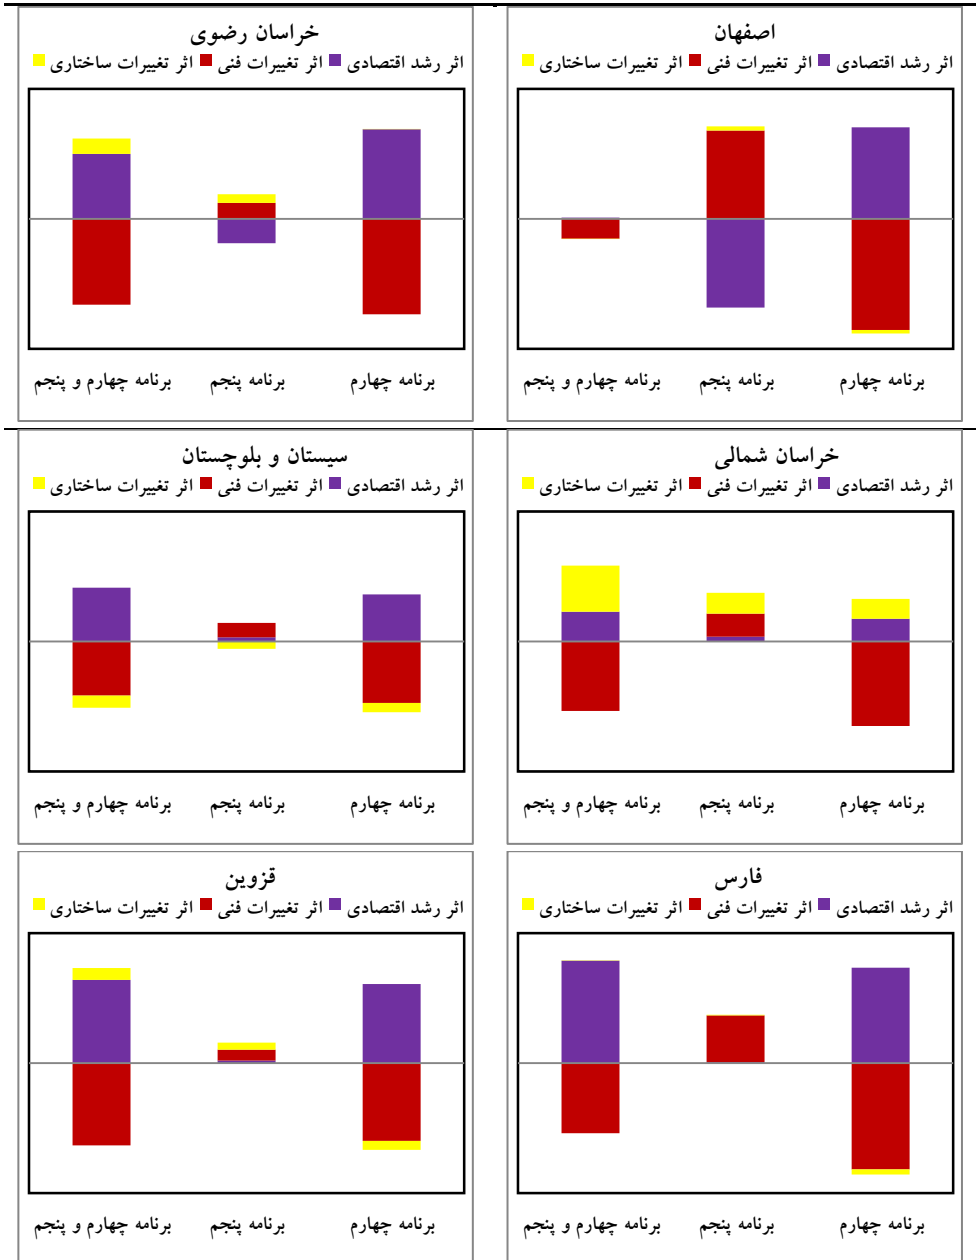 اصفهان
اثر رشد اقتصادی اثر تغییرات فنی اثر تغییرات ساختاری
برنامه چهارم برنامه پنجم برنامه چهارم و پنجم
خراسان رضوی
اثر رشد اقتصادی اثر تغییرات فنی اثر تغییرات ساختاری
برنامه چهارم برنامه پنجم برنامه چهارم و پنجم
خراسان شمالی
اثر رشد اقتصادی اثر تغییرات فنی اثر تغییرات ساختاری
برنامه چهارم برنامه پنجم برنامه چهارم و پنجم
سیستان و بلوچستان
اثر رشد اقتصادی اثر تغییرات فنی اثر تغییرات ساختاری
برنامه چهارم برنامه پنجم برنامه چهارم و پنجم
فارس
اثر رشد اقتصادی اثر تغییرات فنی اثر تغییرات ساختاری
برنامه چهارم برنامه پنجم برنامه چهارم و پنجم
قزوین
اثر رشد اقتصادی اثر تغییرات فنی اثر تغییرات ساختاری
برنامه چهارم برنامه پنجم برنامه چهارم و پنجم